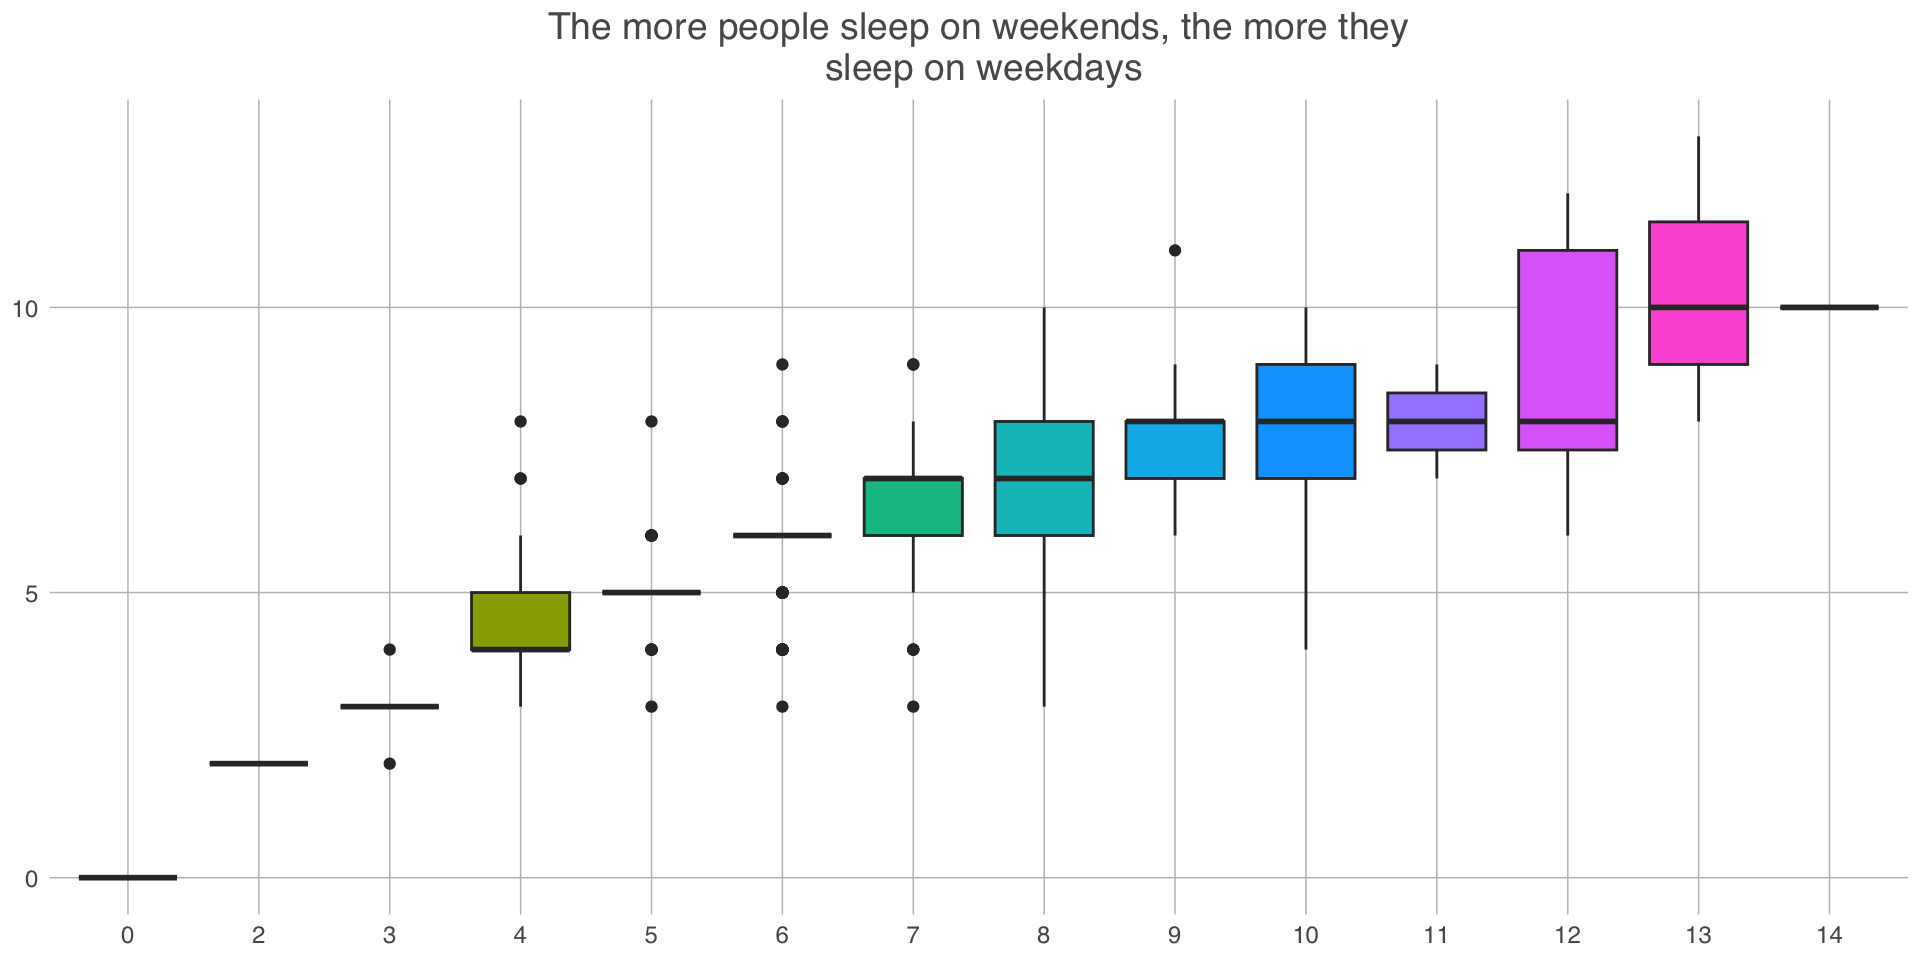 The more people sleep on weekends, the more they
sleep on weekdays
10
5
0
0 2 3 4 5 6 7 8 9 10 11 12 13 14